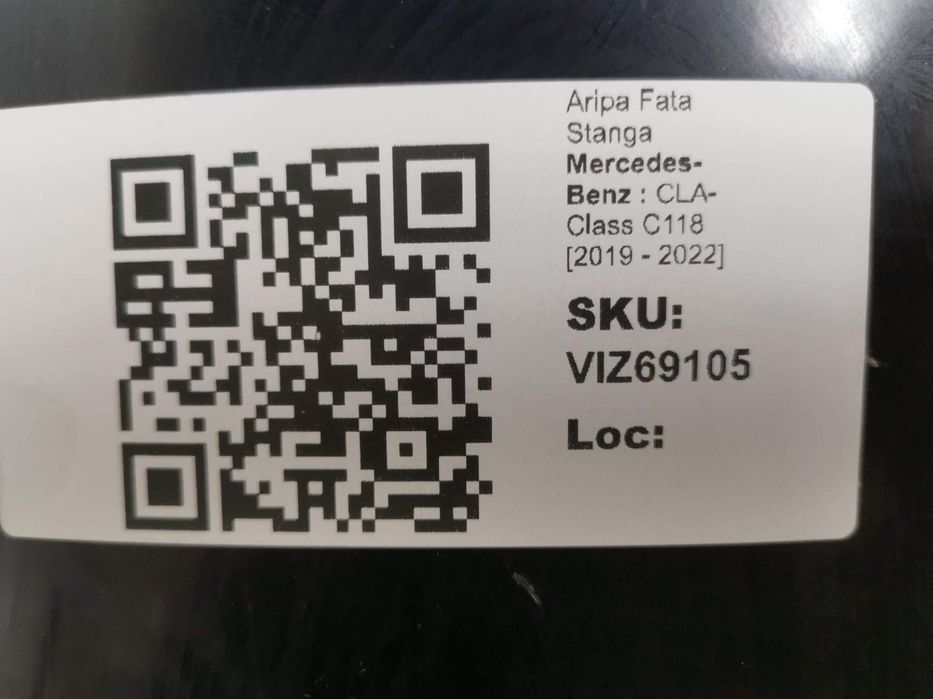 Aripa Fata
Stanga
Mercedes-
Benz : CLA-
Class C118
[2019 - 2022]
SKU:
VIZ69105
Loc: